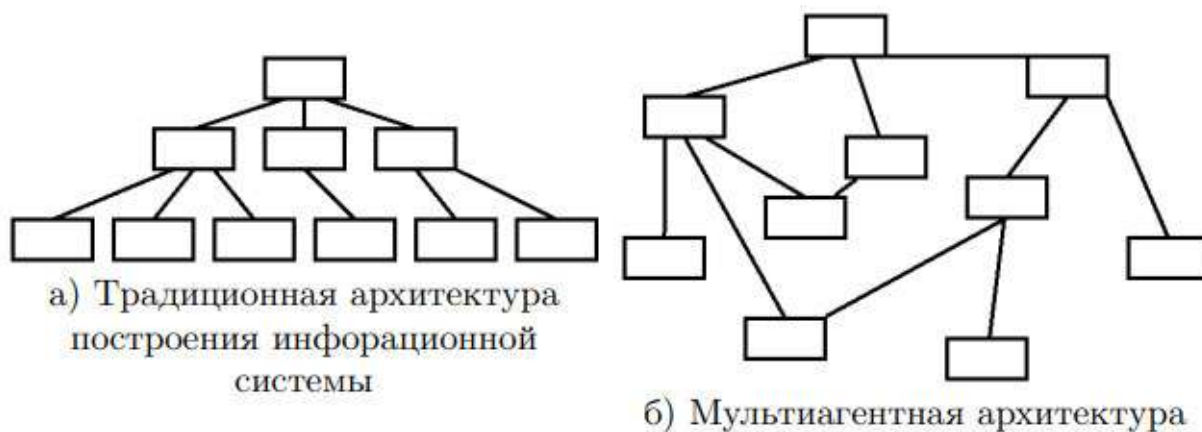 а) Традиционная архитектура
построения инфорационной
системы
б) Мультиагентная архитектура